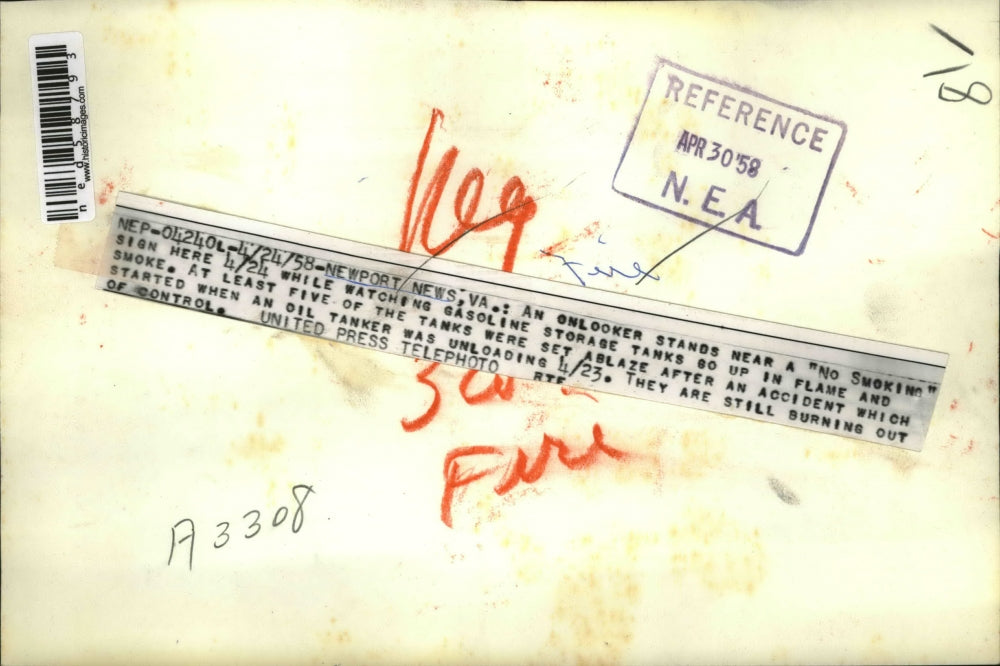 ned58793
www.historicimages.com
18
REFERENCE
APR 30 '58
N.E.A.
Neg
Fire
NEP-04240L-4/24/58-NEWPORT NEWS, VA.: AN ONLOOKER STANDS NEAR A "NO SMOKING"
SIGN HERE 4/24 WHILE WATCHING GASOLINE STORAGE TANKS GO UP IN FLAME AND
SMOKE. AT LEAST FIVE OF THE TANKS WERE SET ABLAZE AFTER AN ACCIDENT WHICH
STARTED WHEN AN OIL TANKER WAS UNLOADING 4/23. THEY ARE STILL BURNING OUT
OF CONTROL. UNITED PRESS TELEPHOTO RTF
Fire
A3308